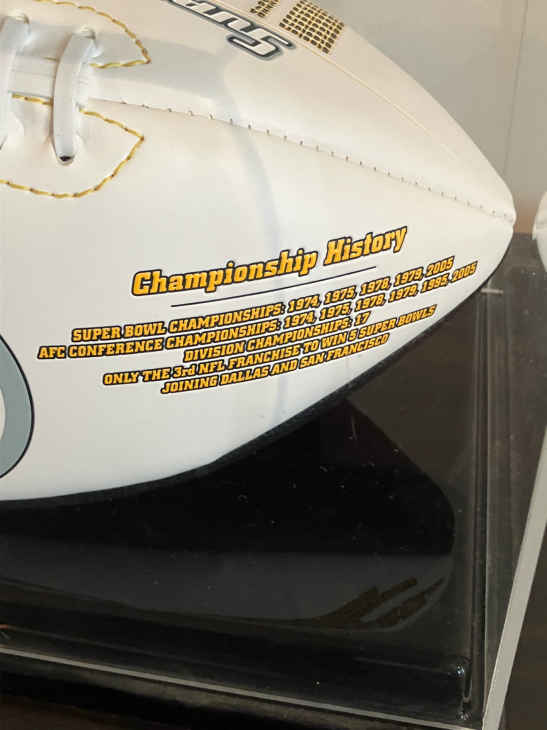 Championship History
SUPER BOWL CHAMPIONSHIPS: 1974, 1975, 1978, 1979, 2005
AFC CONFERENCE CHAMPIONSHIPS: 1974, 1975, 1978, 1979, 1995, 2005
DIVISION CHAMPIONSHIPS: 17
ONLY THE 3rd NFL FRANCHISE TO WIN 5 SUPER BOWLS
JOINING DALLAS AND SAN FRANCISCO